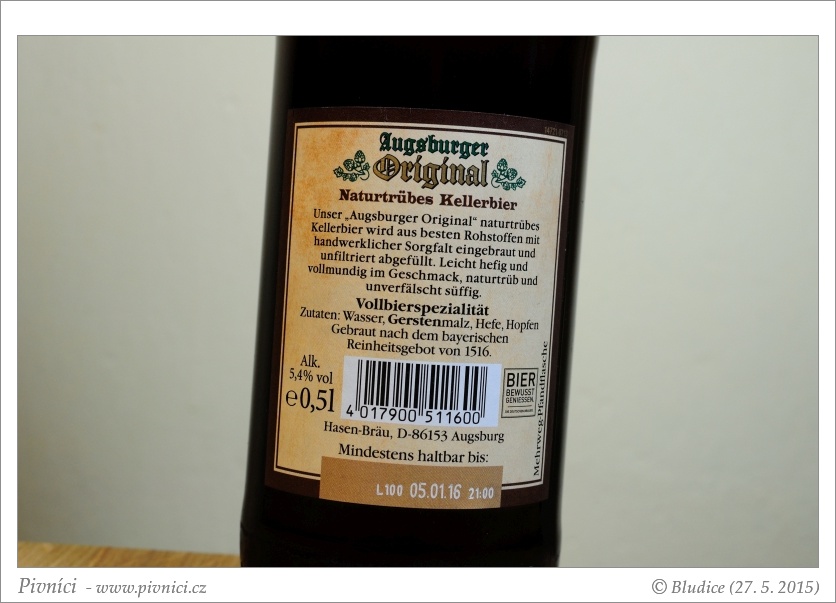 Augsburger
Original
Naturtrübes Kellerbier
Unser „Augsburger Original“ naturtrübes
Kellerbier wird aus besten Rohstoffen mit
handwerklicher Sorgfalt eingebraut und
unfiltriert abgefüllt. Leicht hefig und
vollmundig im Geschmack, naturtrüb und
unverfälscht süffig.
Vollbierspezialität
Zutaten: Wasser, Gerstenmalz, Hefe, Hopfen
Gebraut nach dem bayerischen
Reinheitsgebot von 1516.
Alk.
5,4% vol
℮0,5l
4 017900 511600
BIER
BEWUSST
GENIESSEN.
Mehrweg-Pfandflasche
Hasen-Bräu, D-86153 Augsburg
Mindestens haltbar bis:
L100 05.01.16 21:00
Pivníci - www.pivnici.cz
© Bludice (27. 5. 2015)